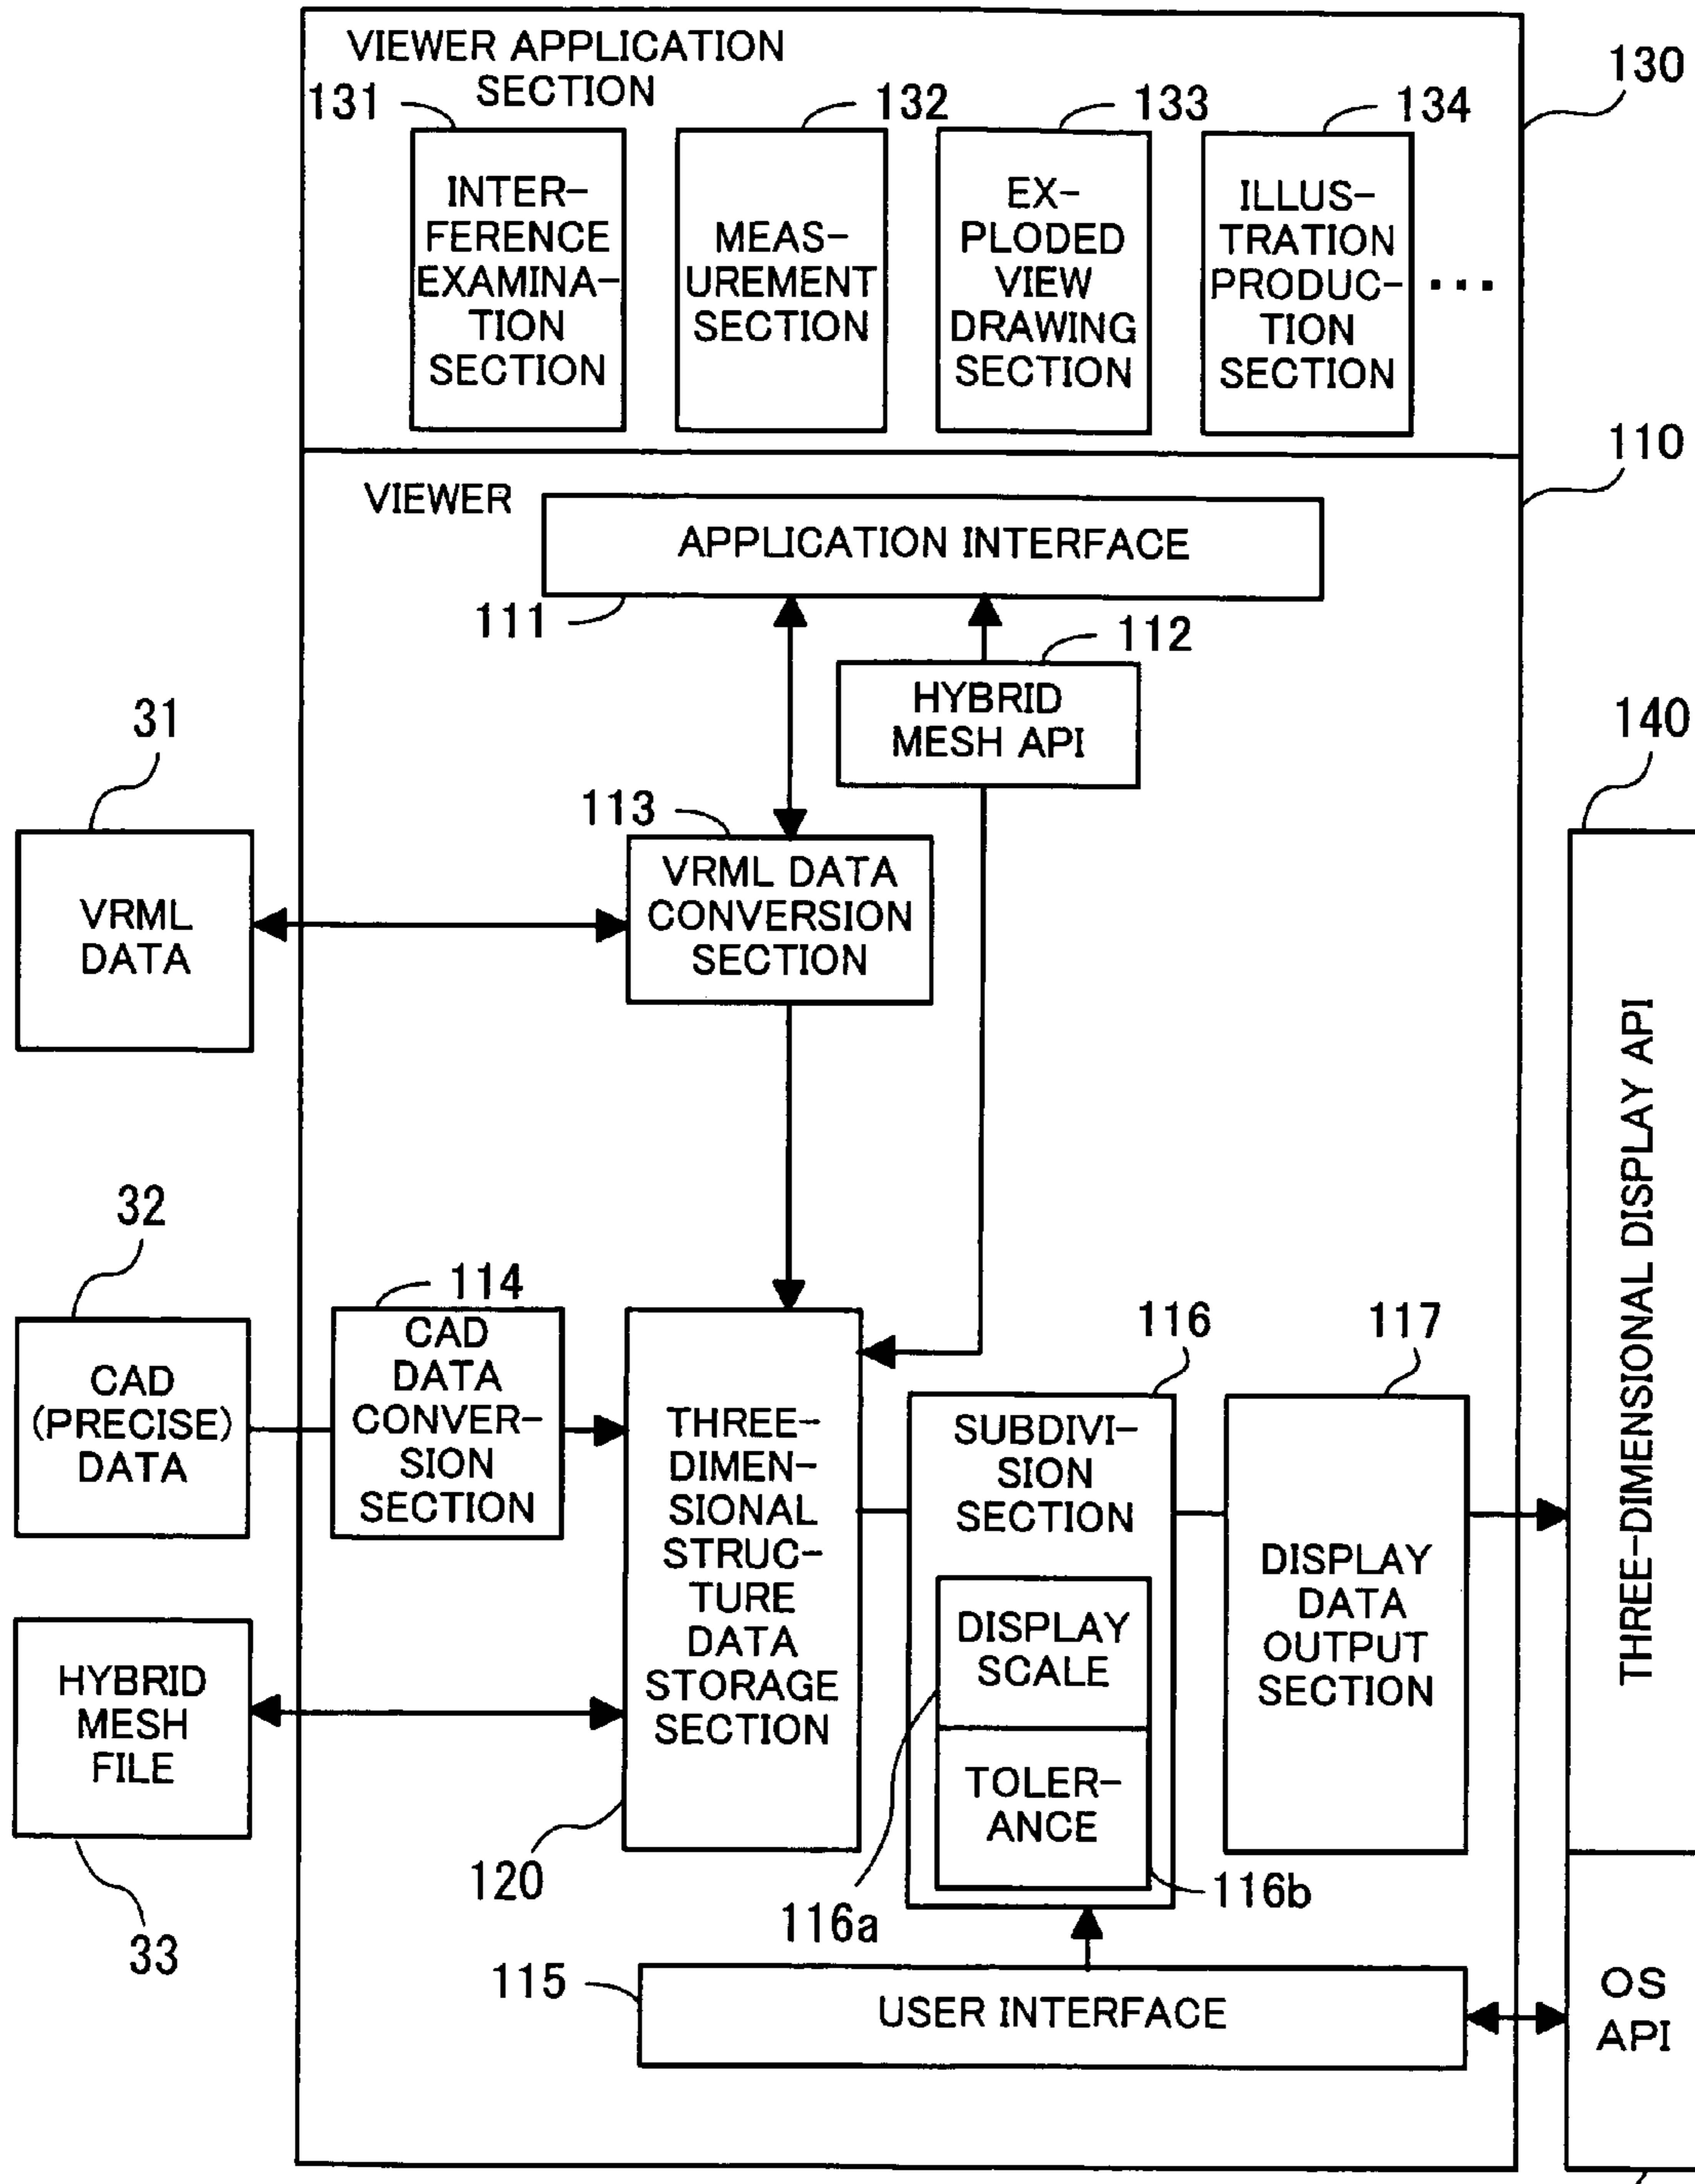 VIEWER APPLICATION
SECTION
130
131
132
133
134
INTER-
FERENCE
EXAMINA-
TION
SECTION
MEAS-
UREMENT
SECTION
EX-
PLODED
VIEW
DRAWING
SECTION
ILLUS-
TRATION
PRODUC-
TION
SECTION
...
110
VIEWER
APPLICATION INTERFACE
111
112
HYBRID
MESH API
31
140
113
VRML DATA
CONVERSION
SECTION
VRML
DATA
THREE-DIMENSIONAL DISPLAY API
32
114
CAD
(PRECISE)
DATA
CAD
DATA
CONVER-
SION
SECTION
THREE-
DIMEN-
SIONAL
STRUC-
TURE
DATA
STORAGE
SECTION
116
SUBDIVI-
SION
SECTION
117
DISPLAY
DATA
OUTPUT
SECTION
DISPLAY
SCALE
TOLER-
ANCE
HYBRID
MESH
FILE
120
116a
116b
33
115
USER INTERFACE
OS
API